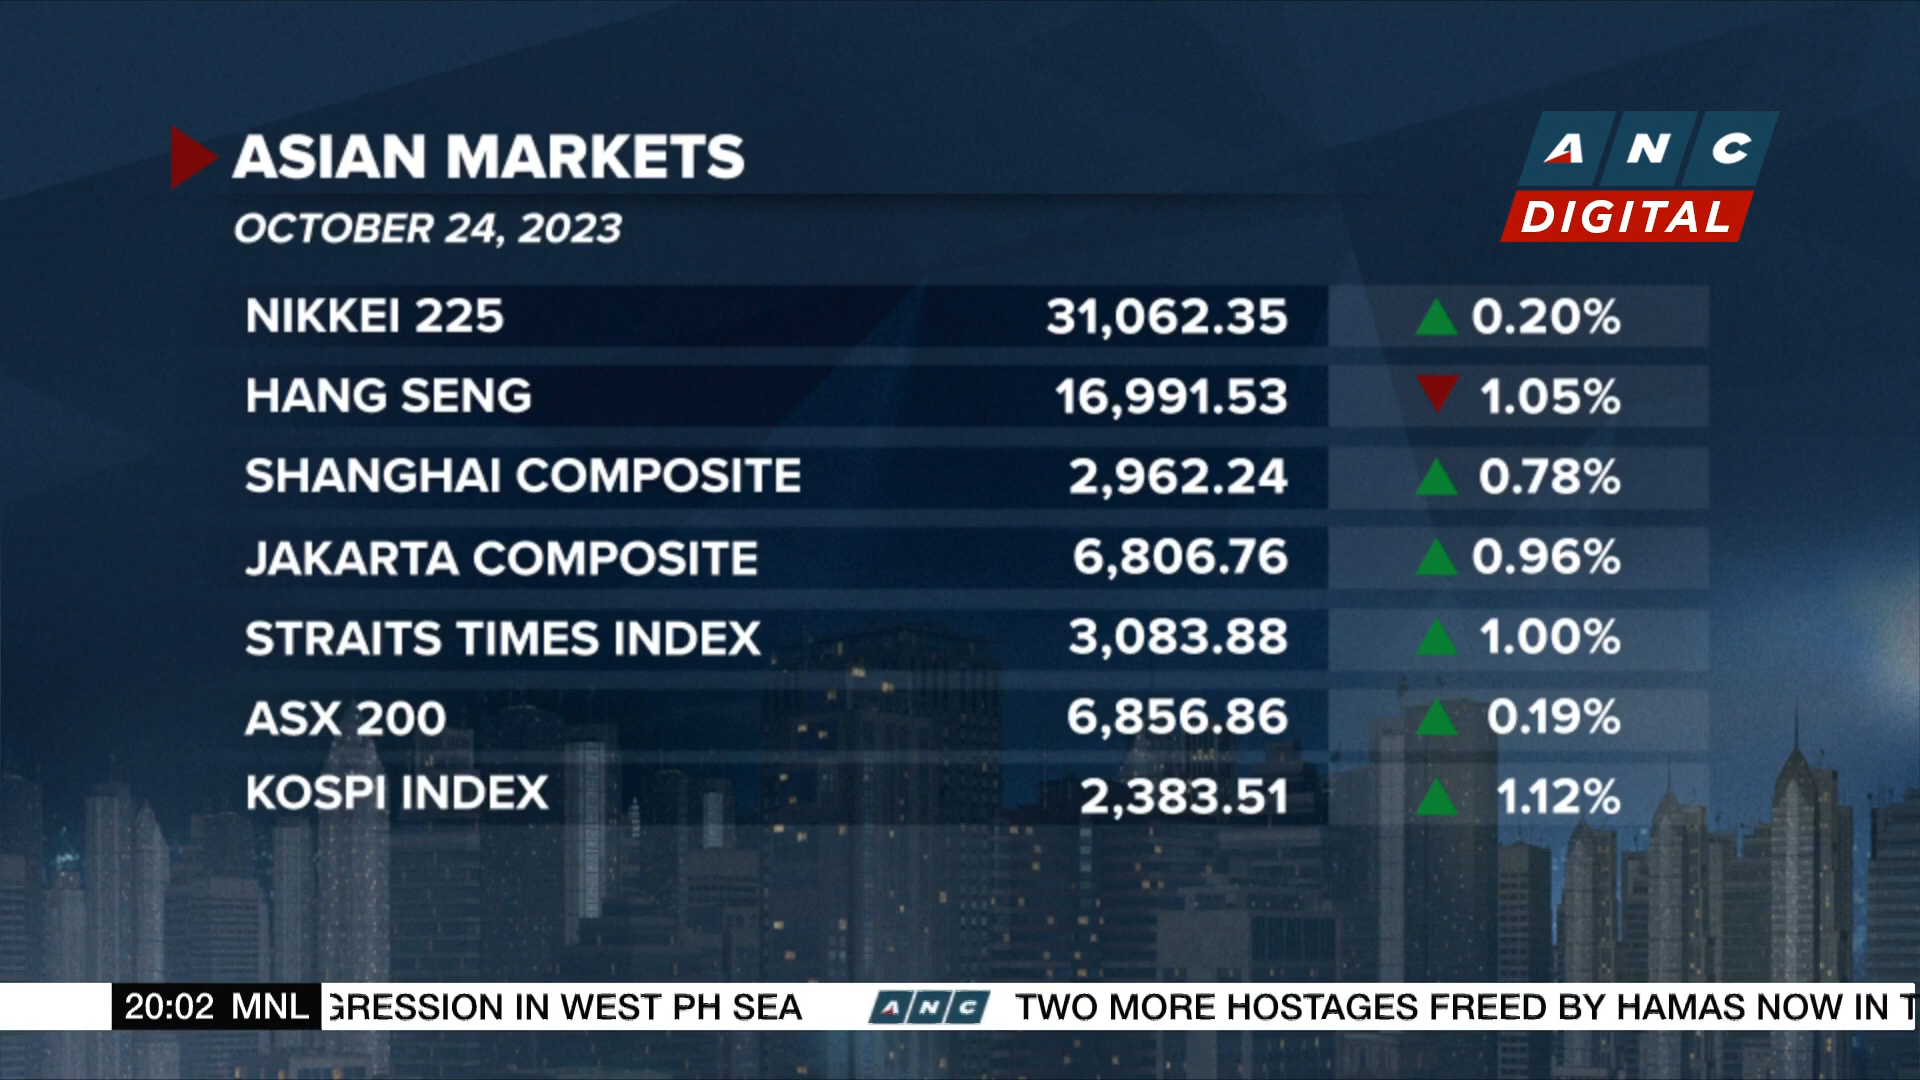 ASIAN MARKETS
OCTOBER 24, 2023
ANC
DIGITAL
NIKKEI 225 31,062.35 ▲ 0.20%
HANG SENG 16,991.53 ▼ 1.05%
SHANGHAI COMPOSITE 2,962.24 ▲ 0.78%
JAKARTA COMPOSITE 6,806.76 ▲ 0.96%
STRAITS TIMES INDEX 3,083.88 ▲ 1.00%
ASX 200 6,856.86 ▲ 0.19%
KOSPI INDEX 2,383.51 ▲ 1.12%
20:02 MNL GRESSION IN WEST PH SEA ANC TWO MORE HOSTAGES FREED BY HAMAS NOW IN T